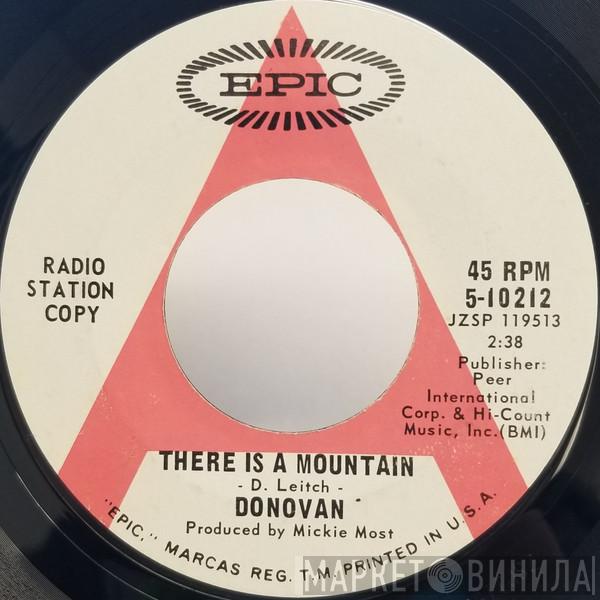 EPIC
RADIO
STATION
COPY
45 RPM
5-10212
JZSP 119513
2:38
Publisher:
Peer
International
Corp. & Hi-Count
Music, Inc.(BMI)
THERE IS A MOUNTAIN
- D. Leitch -
DONOVAN
Produced by Mickie Most
"EPIC," MARCAS REG. T.M. PRINTED IN U.S.A.
МАРКЕТ ВИНИЛА